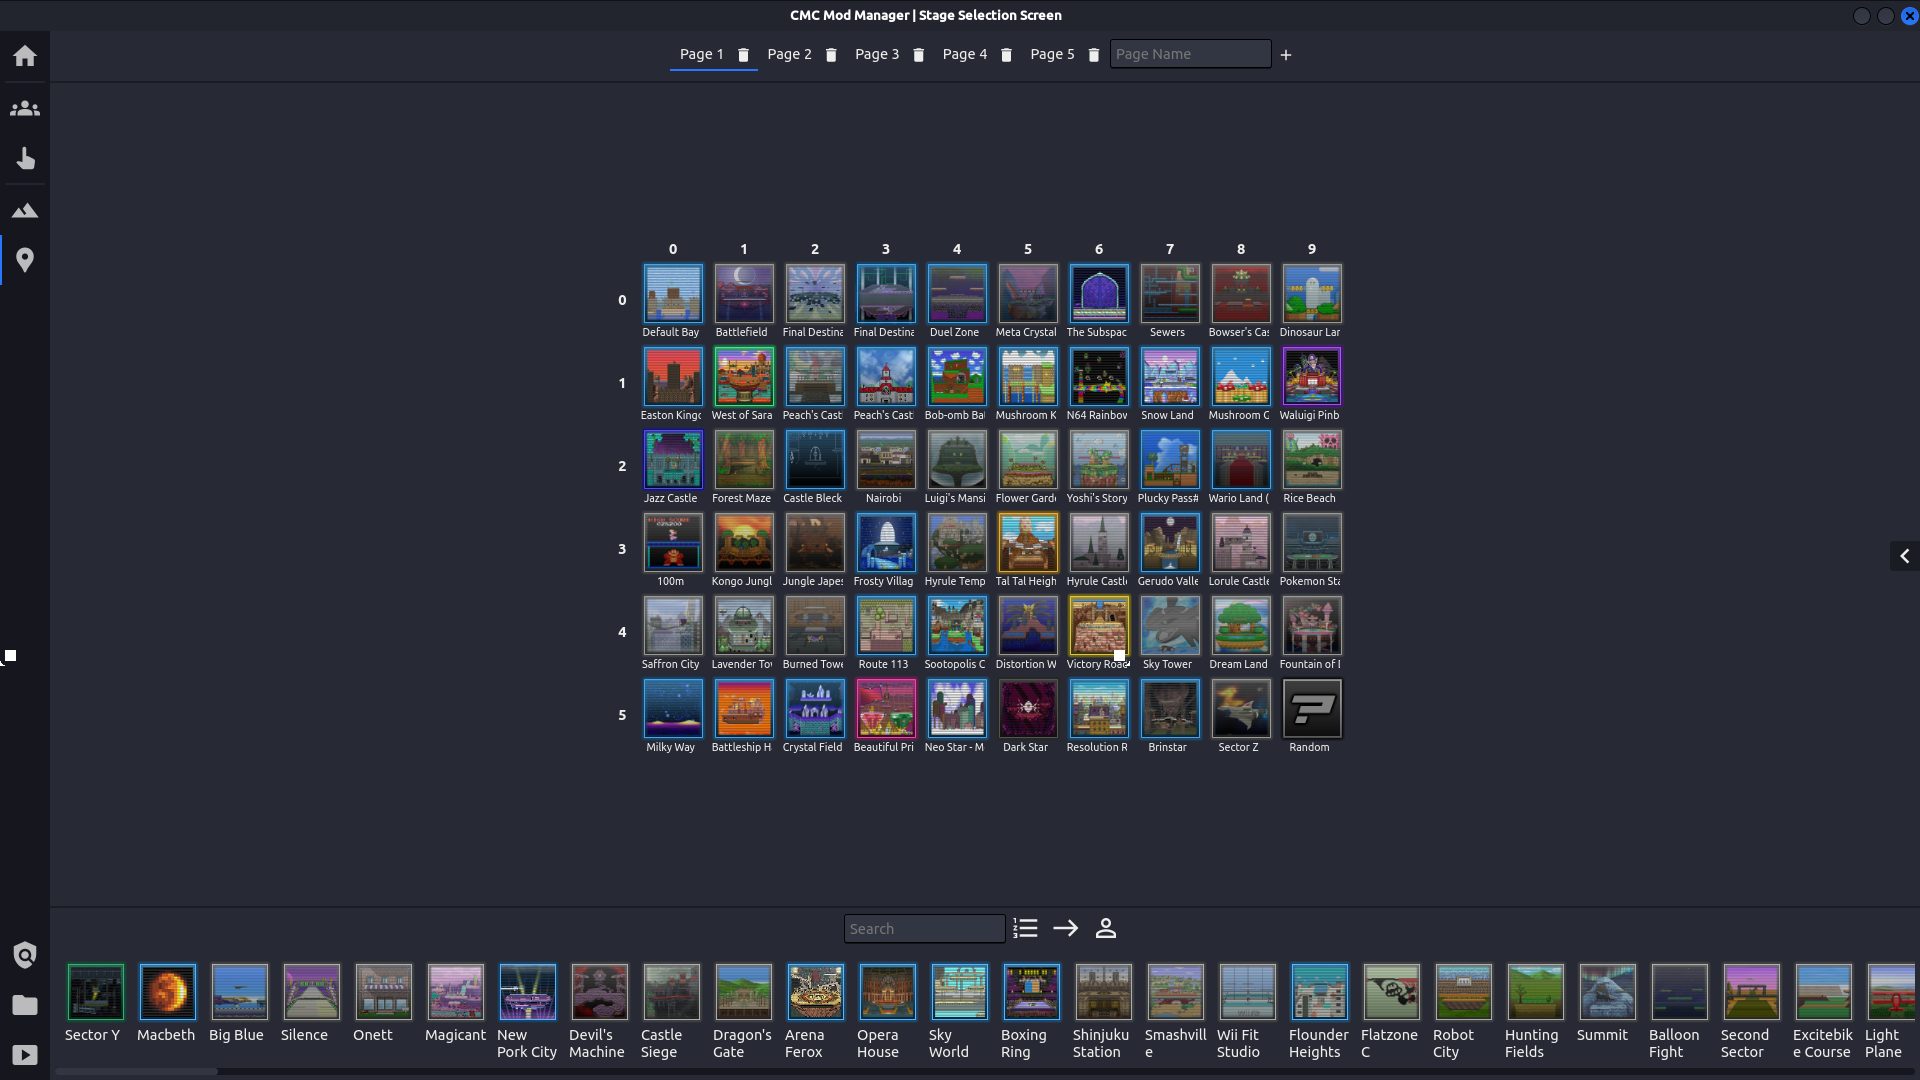 CMC Mod Manager | Stage Selection Screen
Page 1 Page 2 Page 3 Page 4 Page 5 Page Name +
0 1 2 3 4 5 6 7 8 9
0
Default Bay Battlefield Final Destina Final Destina Duel Zone Meta Crystal The Subspac Sewers Bowser's Cas Dinosaur Lar
1
Easton Kingc West of Sara Peach's Cast Peach's Cast Bob-omb Bat Mushroom K N64 Rainbow Snow Land Mushroom G Waluigi Pinb
2
Jazz Castle Forest Maze Castle Bleck Nairobi Luigi's Mansi Flower Garde Yoshi's Story Plucky Pass# Wario Land ( Rice Beach
3
100m Kongo Jungl Jungle Japes Frosty Villag Hyrule Temp Tal Tal Heigh Hyrule Castle Gerudo Valle Lorule Castle Pokemon Sta
4
Saffron City Lavender Tov Burned Towe Route 113 Sootopolis C Distortion W Victory Road Sky Tower Dream Land Fountain of D
5
Milky Way Battleship H Crystal Field Beautiful Pri Neo Star - M Dark Star Resolution R Brinstar Sector Z Random
Search
Sector Y Macbeth Big Blue Silence Onett Magicant New Devil's Castle Dragon's Arena Opera Sky Boxing Shinjuku Smashvill Wii Fit Flounder Flatzone Robot Hunting Summit Balloon Second Excitebik Light
Pork City Machine Siege Gate Ferox House World Ring Station e Studio Heights C City Fields Fight Sector e Course Plane